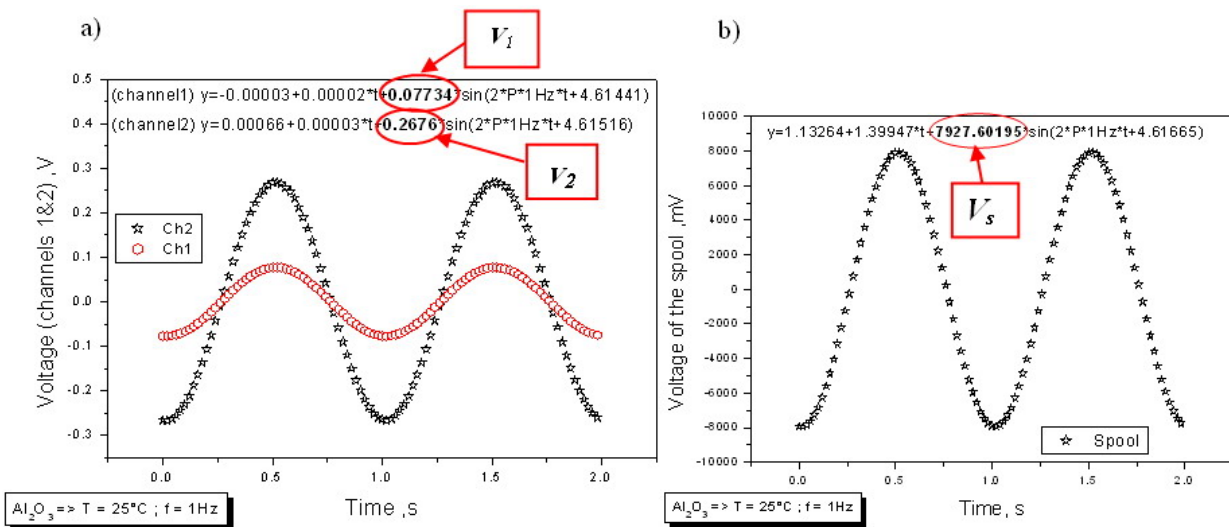 a)
V1
0.5
(channel1) y=-0.00003+0.00002*t+0.07734*sin(2*P*1Hz*t+4.61441)
0.4
(channel2) y=0.00066+0.00003*t+0.2676*sin(2*P*1Hz*t+4.61516)
0.3
V2
0.2
Ch2
Ch1
0.1
0.0
-0.1
-0.2
-0.3
Voltage (channels 1&2) ,V
0.0 0.5 1.0 1.5 2.0
Time ,s
Al2O3 => T = 25°C ; f = 1Hz
b)
10000
y=1.13264+1.39947*t+7927.60195*sin(2*P*1Hz*t+4.61665)
8000
Vs
6000
4000
2000
0
-2000
-4000
-6000
-8000
-10000
Voltage of the spool ,mV
Spool
0.0 0.5 1.0 1.5 2.0
Time ,s
Al2O3 => T = 25°C ; f = 1Hz